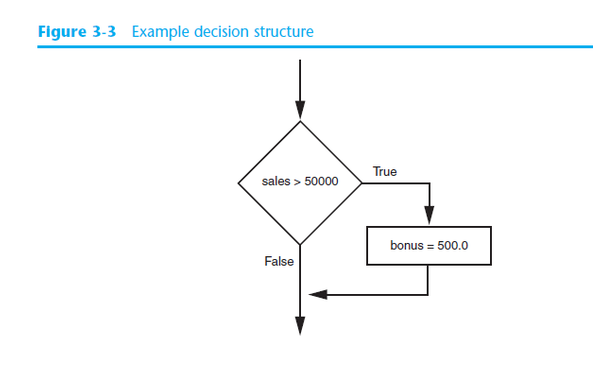 Figure 3-3 Example decision structure
True
sales > 50000
bonus = 500.0
False